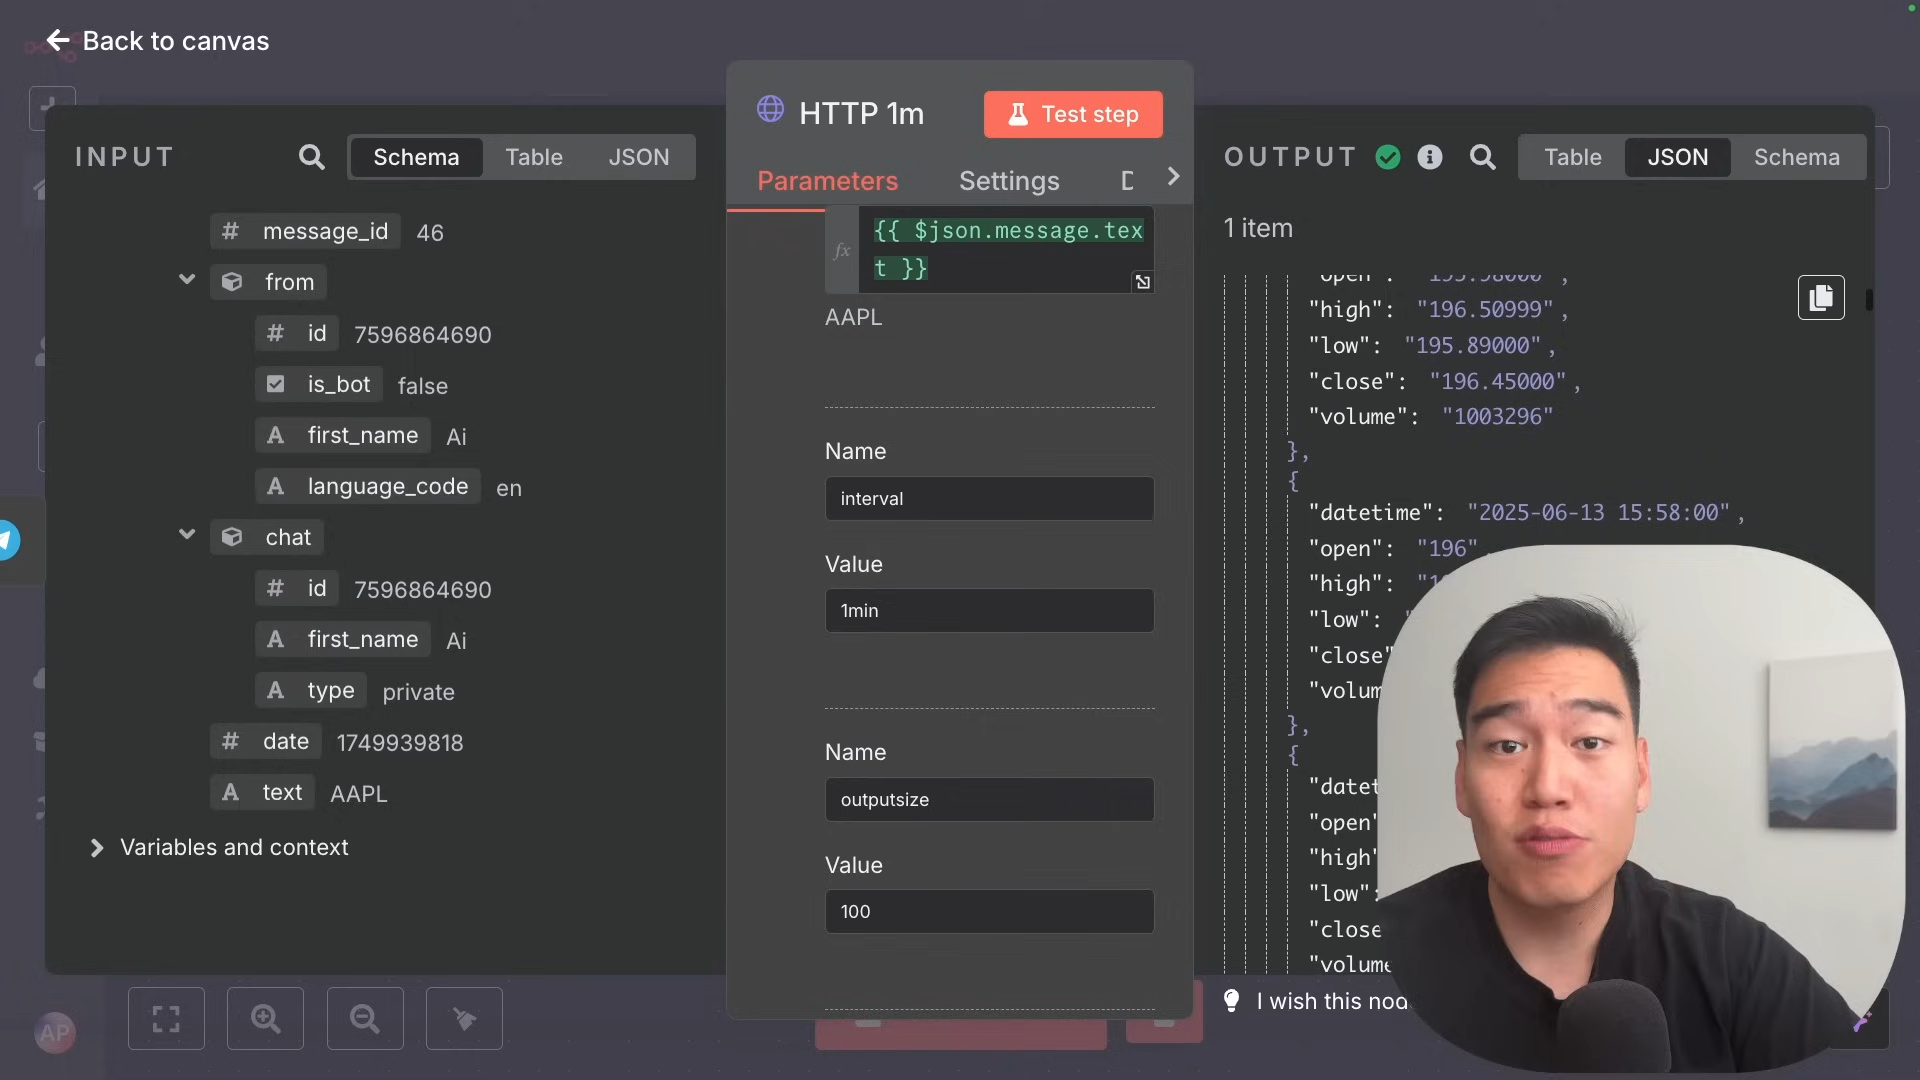 Back to canvas
INPUT
Schema
Table
JSON
# message_id 46
from
# id 7596864690
is_bot false
A first_name Ai
A language_code en
chat
# id 7596864690
A first_name Ai
A type private
# date 1749939818
A text AAPL
Variables and context
AP
HTTP 1m
Test step
Parameters
Settings
fx
{{ $json.message.tex
t }}
AAPL
Name
interval
Value
1min
Name
outputsize
Value
100
OUTPUT
Table
JSON
Schema
1 item
"high": "196.50999",
"low": "195.89000",
"close": "196.45000",
"volume": "1003296"
},
{
"datetime": "2025-06-13 15:58:00",
"open": "196"
"high":
"low":
"close"
},
{
"high"
"low":
I wish this